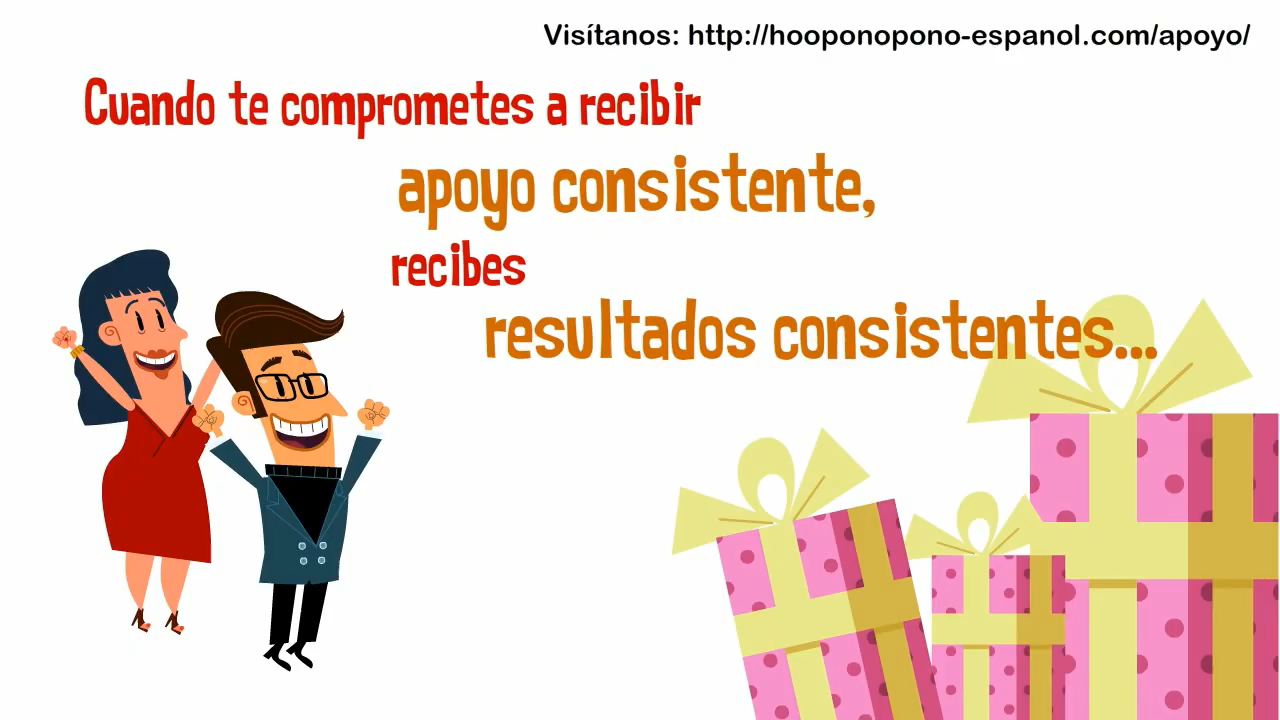 Visítanos: http://hooponopono-espanol.com/apoyo/
Cuando te comprometes a recibir
apoyo consistente,
recibes
resultados consistentes...